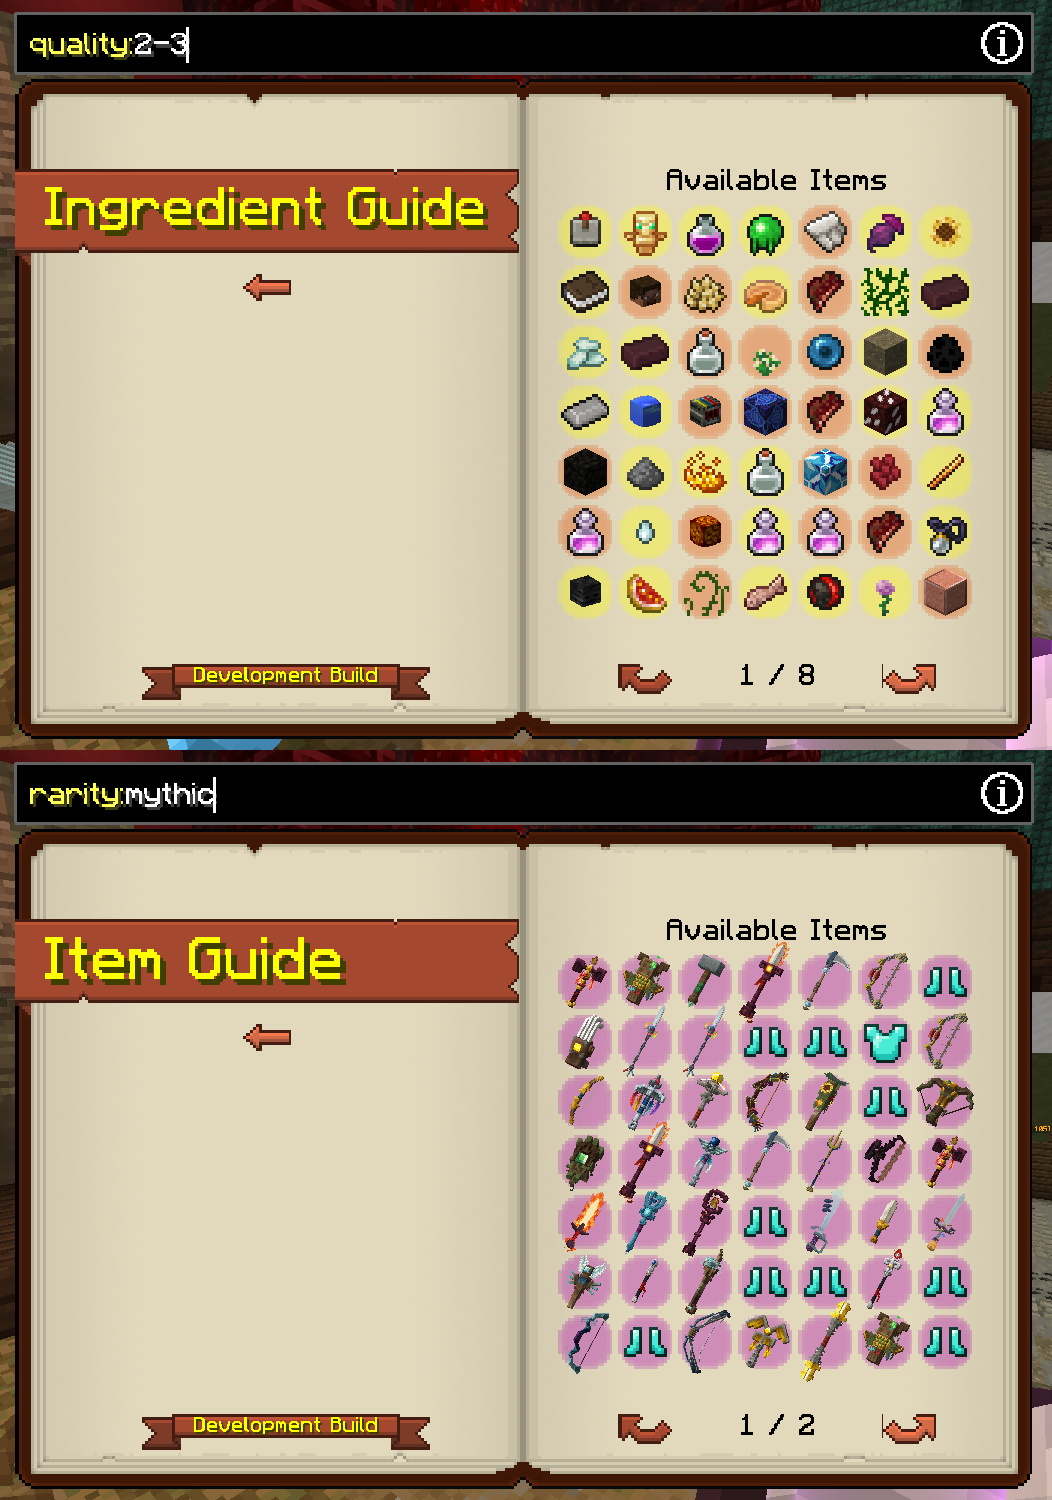 quality:2-3
Ingredient Guide
Available Items
Development Build
1 / 8
rarity:mythic
Item Guide
Available Items
Development Build
1 / 2